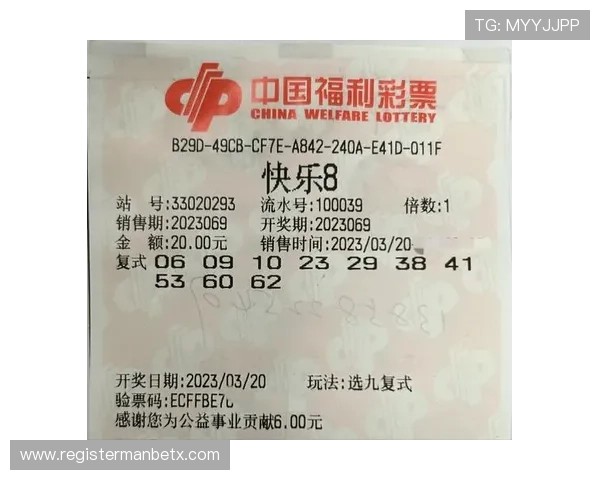 TG: MYYJJPP
中国福利彩票
CHINA WELFARE LOTTERY
B29D-49CB-CF7E-A842-240A-E41D-011F
快乐8
站 号:33020293 流水号:100039 倍数:1
销售期:2023069 开奖期:2023069
金 额:20.00元 销售时间:2023/03/20
复式 06 09 10 23 29 38 41
53 60 62
开奖日期:2023/03/20 玩法:选九复式
验票码:ECFFBE7
感谢您为公益事业贡献6.00元
www.registermanbetx.com